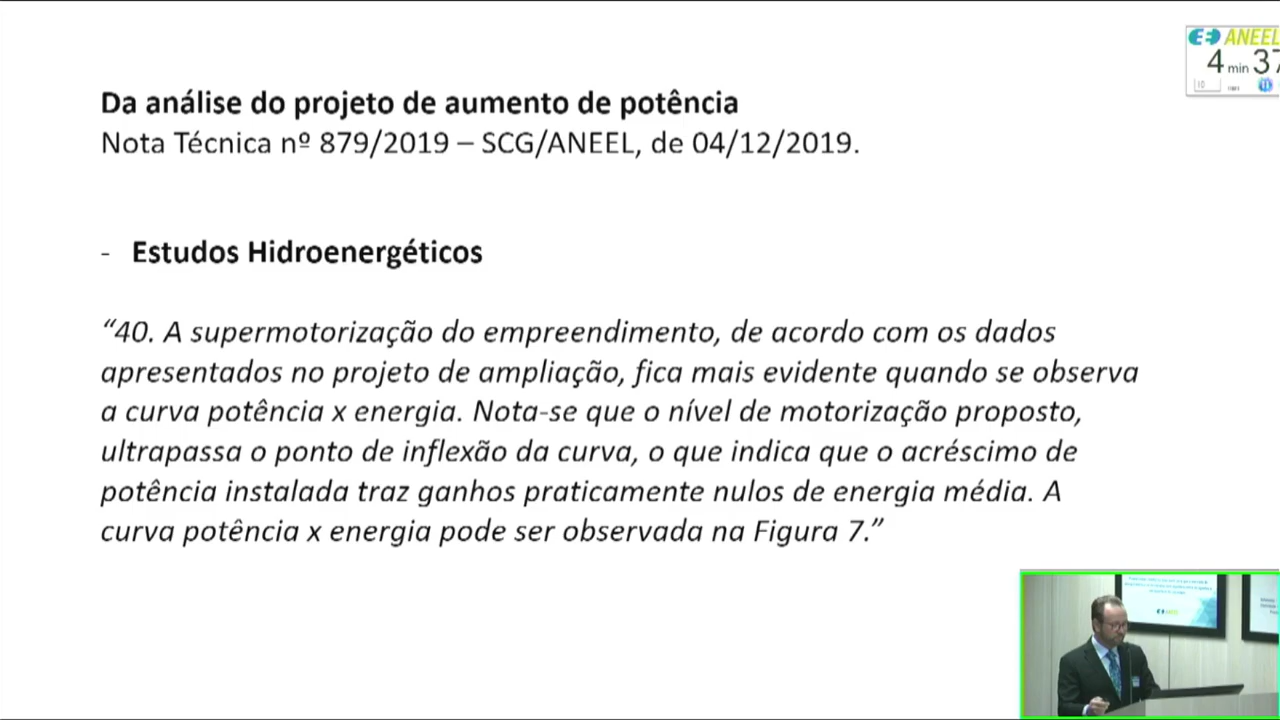 Da análise do projeto de aumento de potência
Nota Técnica nº 879/2019 – SCG/ANEEL, de 04/12/2019.
- Estudos Hidroenergéticos
“40. A supermotorização do empreendimento, de acordo com os dados
apresentados no projeto de ampliação, fica mais evidente quando se observa
a curva potência x energia. Nota-se que o nível de motorização proposto,
ultrapassa o ponto de inflexão da curva, o que indica que o acréscimo de
potência instalada traz ganhos praticamente nulos de energia média. A
curva potência x energia pode ser observada na Figura 7.”
ANEEL
4 min 37
10